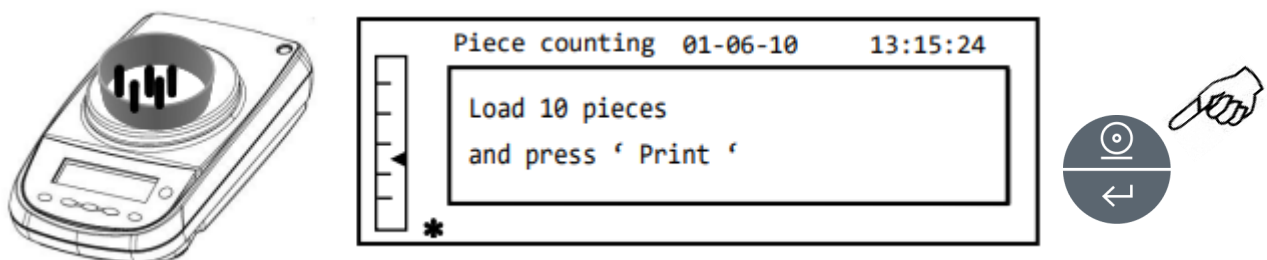 Piece counting 01-06-10 13:15:24
Load 10 pieces
and press ‘ Print ‘
*